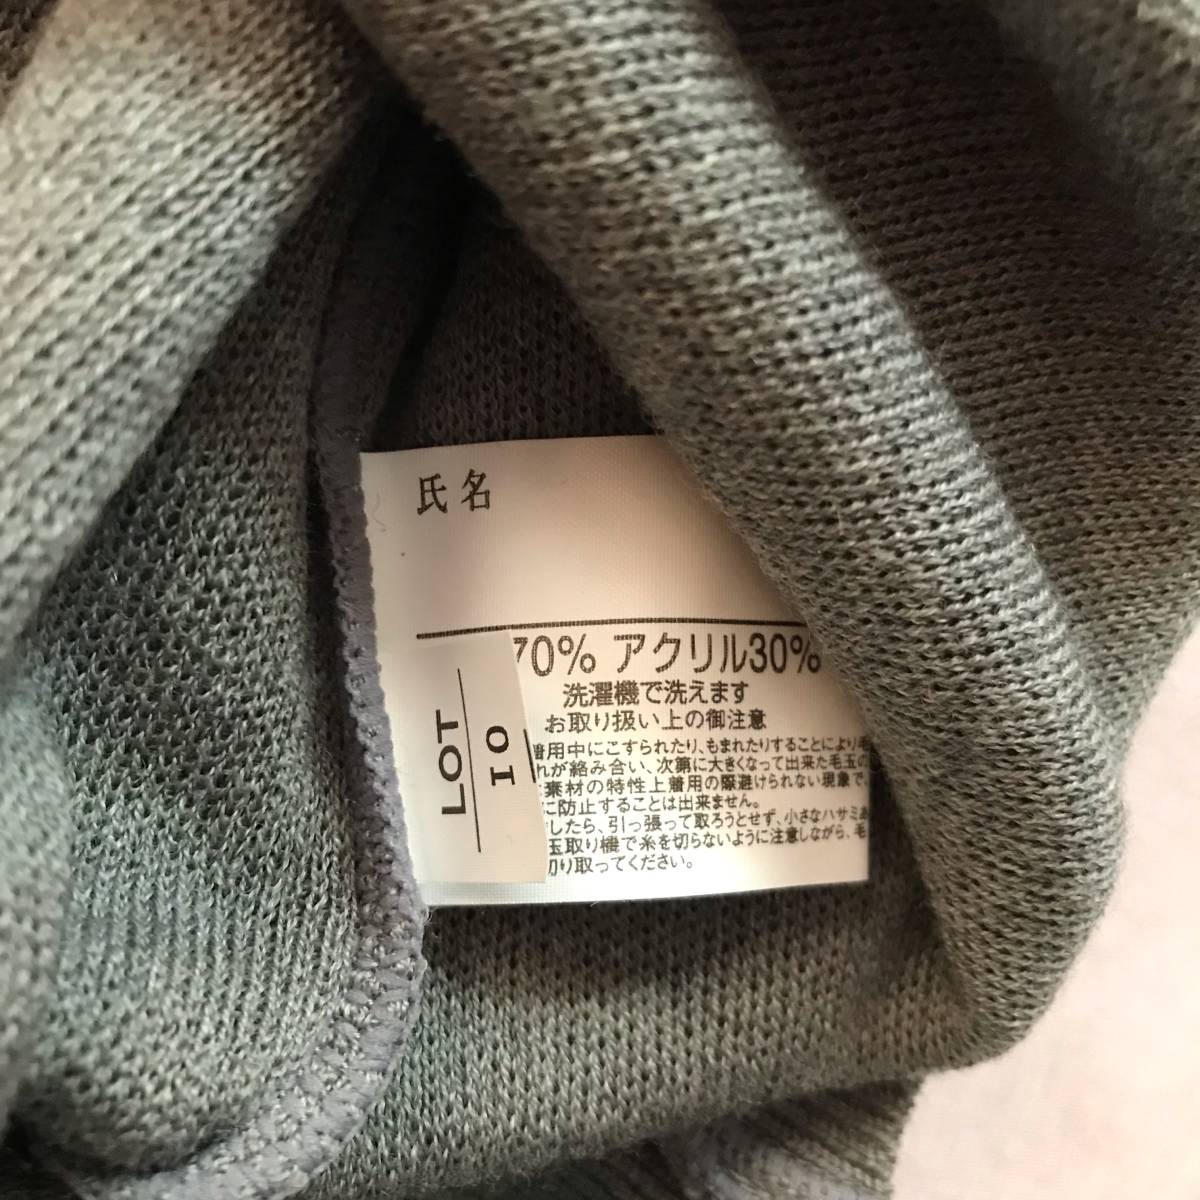 氏名
70% アクリル30%
洗濯機で洗えます
お取り扱い上の御注意
着用中にこすられたり、もまれたりすることにより毛
れが絡み合い、次第に大きくなって出来た毛玉の
素材の特性上着用の際避けられない現象で
に防止することは出来ません。
したら、引っ張って取ろうとせず、小さなハサミ
玉取り機で糸を切らないように注意しながら、毛
切り取ってください。
LOT
10